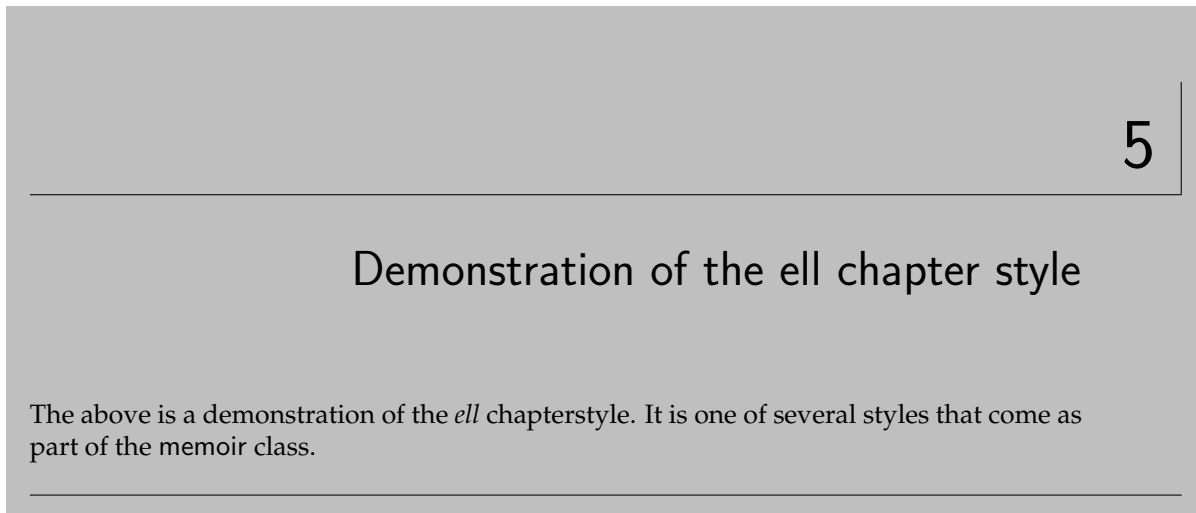 5
Demonstration of the ell chapter style
The above is a demonstration of the ell chapterstyle. It is one of several styles that come as
part of the memoir class.